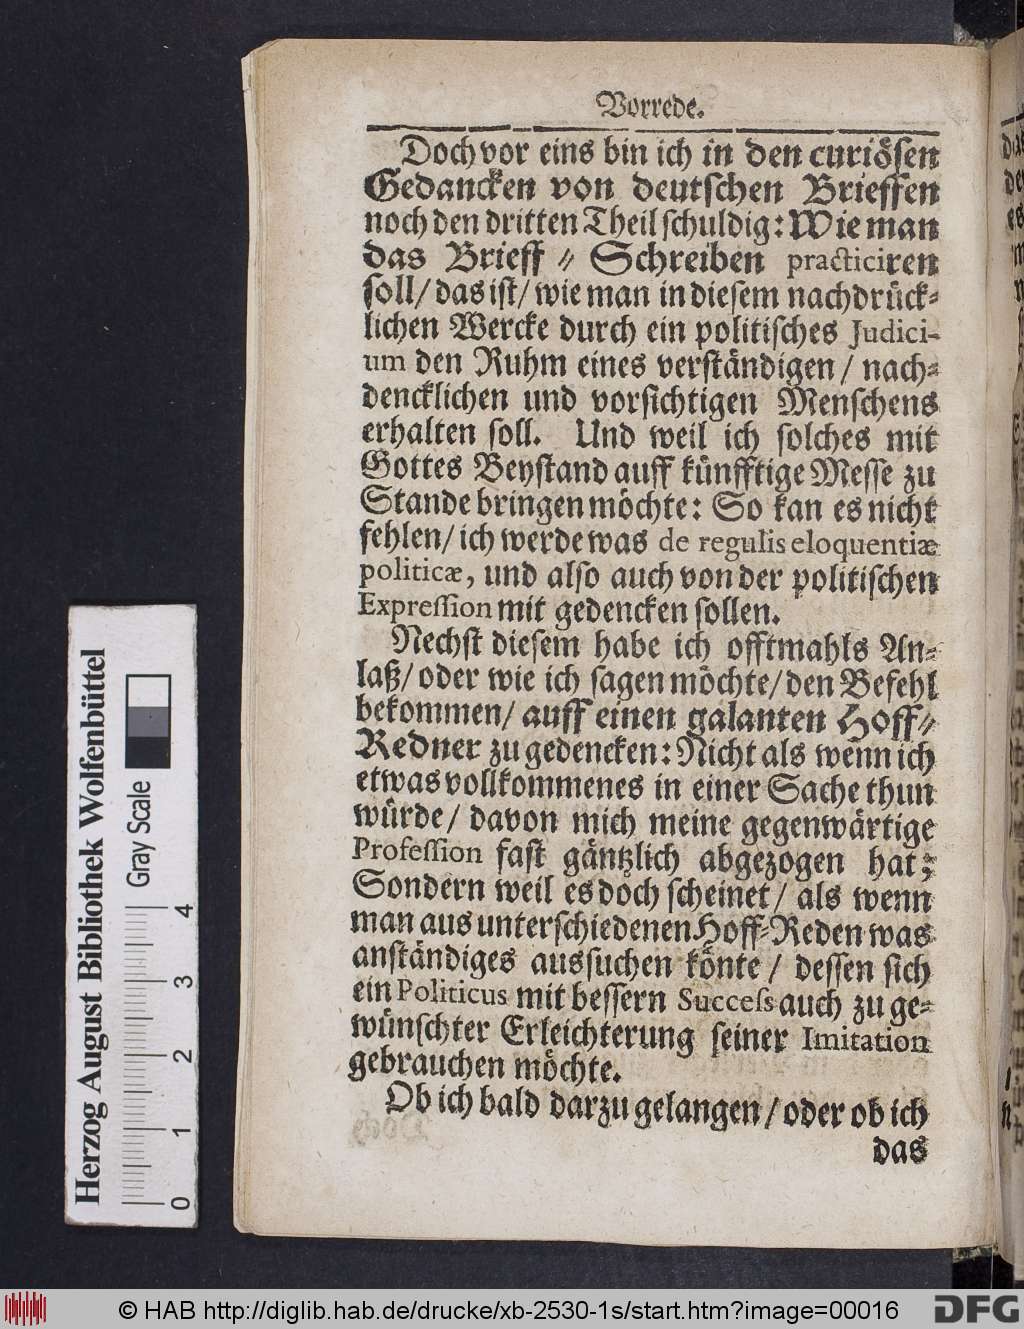 Vorrede.
Doch vor eins bin ich in den curiösen
Gedancken von deutschen Brieffen
noch den dritten Theil schuldig: Wie man
das Brieff-Schreiben practiciren
soll/ das ist/ wie man in diesem nachdrück-
lichen Wercke durch ein politisches Judici-
um den Ruhm eines verständigen/ nach-
dencklichen und vorsichtigen Menschens
erhalten soll. Und weil ich solches mit
Gottes Beystand auff künfftige Messe zu
Stande bringen möchte: So kan es nicht
fehlen/ ich werde was de regulis eloquentiæ
politicæ, und also auch von der politischen
Expression mit gedencken sollen.
Nechst diesem habe ich offtmahls An-
laß/ oder wie ich sagen möchte/ den Befehl
bekommen/ auff einen galanten Hoff-
Redner zu gedencken: Nicht als wenn ich
etwas vollkommenes in einer Sache thun
würde/ davon mich meine gegenwärtige
Profession fast gäntzlich abgezogen hat;
Sondern weil es doch scheinet/ als wenn
man aus unterschiedenen Hoff-Reden was
anständiges aussuchen könte/ dessen sich
ein Politicus mit bessern Success auch zu ge-
wünschter Erleichterung seiner Imitation
gebrauchen möchte.
Ob ich bald darzu gelangen/ oder ob ich
das
Herzog August Bibliothek Wolfenbüttel
Gray Scale
0 1 2 3 4
© HAB http://diglib.hab.de/drucke/xb-2530-1s/start.htm?image=00016
DFG